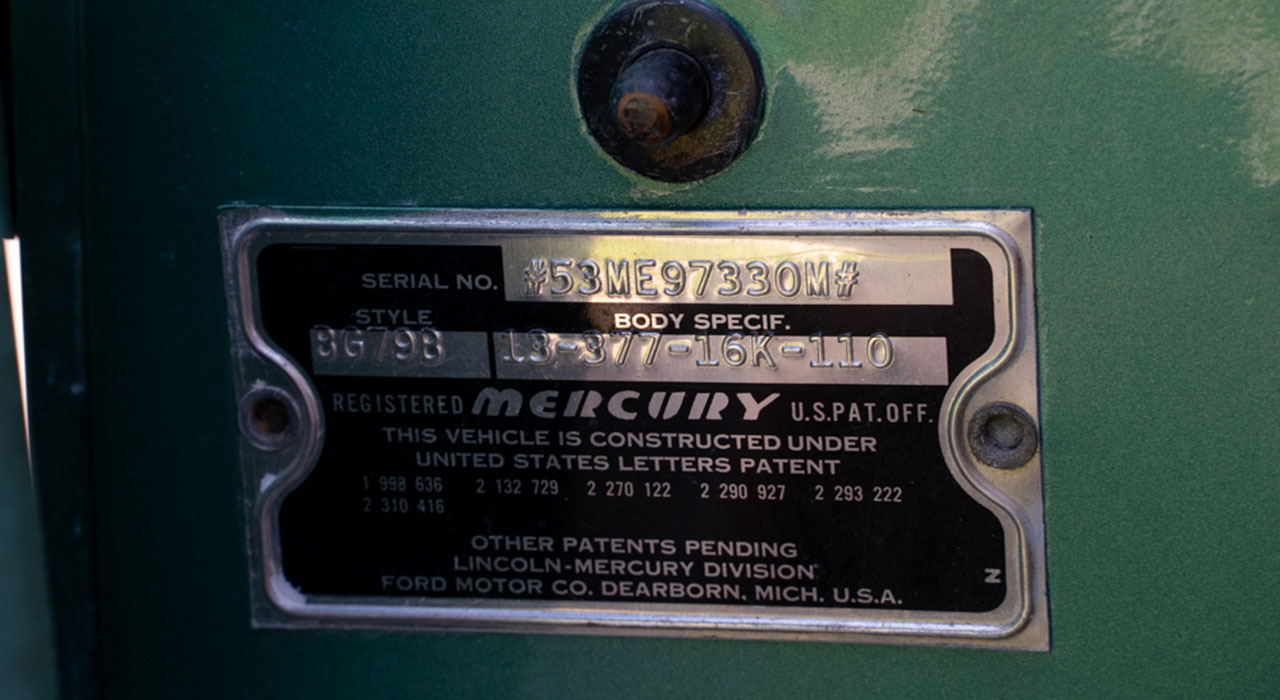 SERIAL NO. #53ME97330M#
STYLE BODY SPECIF.
8G79B 13-377-16K-110
REGISTERED MERCURY U.S.PAT.OFF.
THIS VEHICLE IS CONSTRUCTED UNDER
UNITED STATES LETTERS PATENT
1 998 636 2 132 729 2 270 122 2 290 927 2 293 222
2 310 416
OTHER PATENTS PENDING
LINCOLN-MERCURY DIVISION
FORD MOTOR CO. DEARBORN, MICH. U.S.A.
N